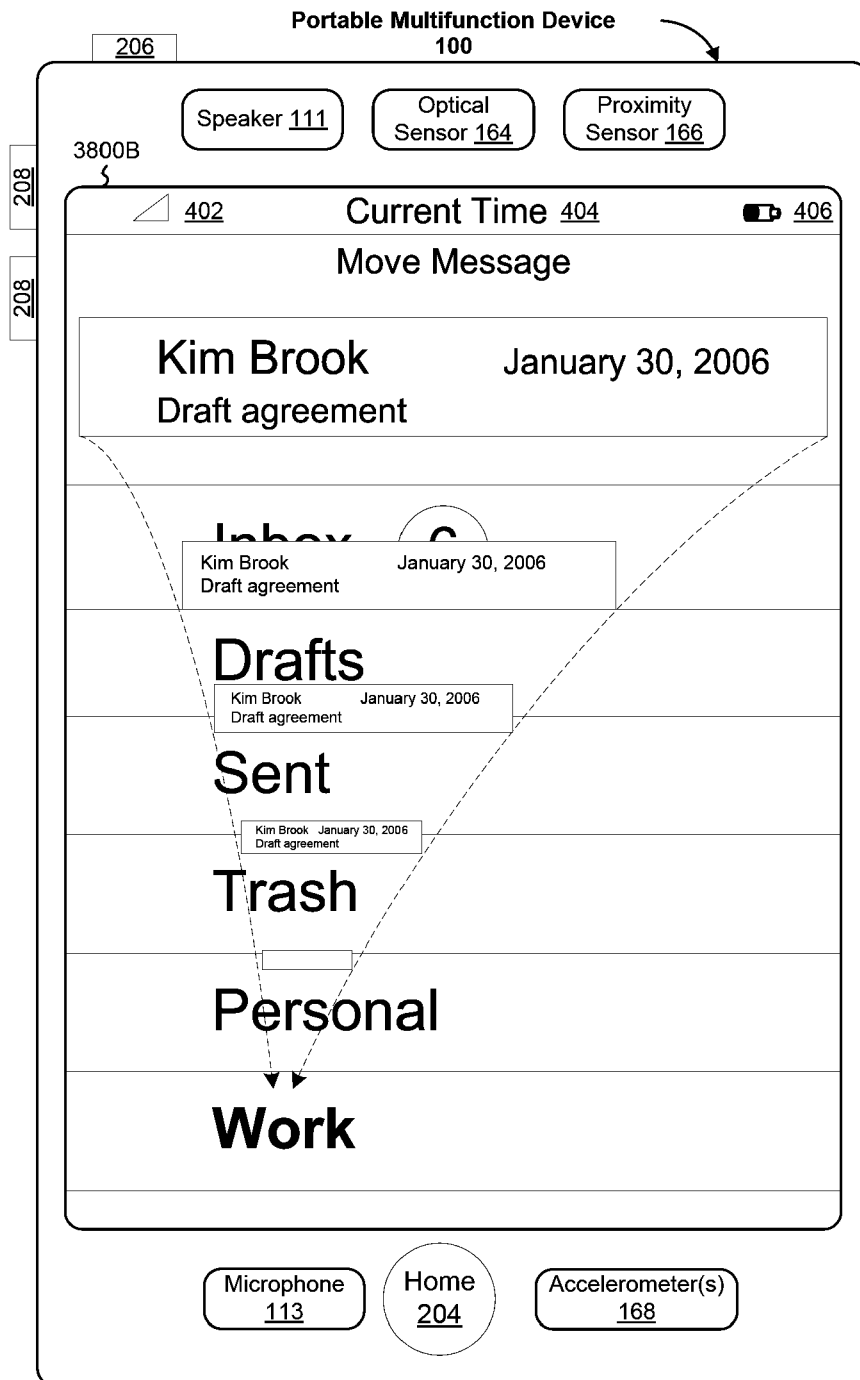 Portable Multifunction Device
100
206
Speaker 111
Optical
Sensor 164
Proximity
Sensor 166
3800B
208
208
402
Current Time 404
406
Move Message
Kim Brook
January 30, 2006
Draft agreement
Inbox
Kim Brook
January 30, 2006
Draft agreement
Drafts
Kim Brook
January 30, 2006
Draft agreement
Sent
Kim Brook
January 30, 2006
Draft agreement
Trash
Personal
Work
Microphone
113
Home
204
Accelerometer(s)
168